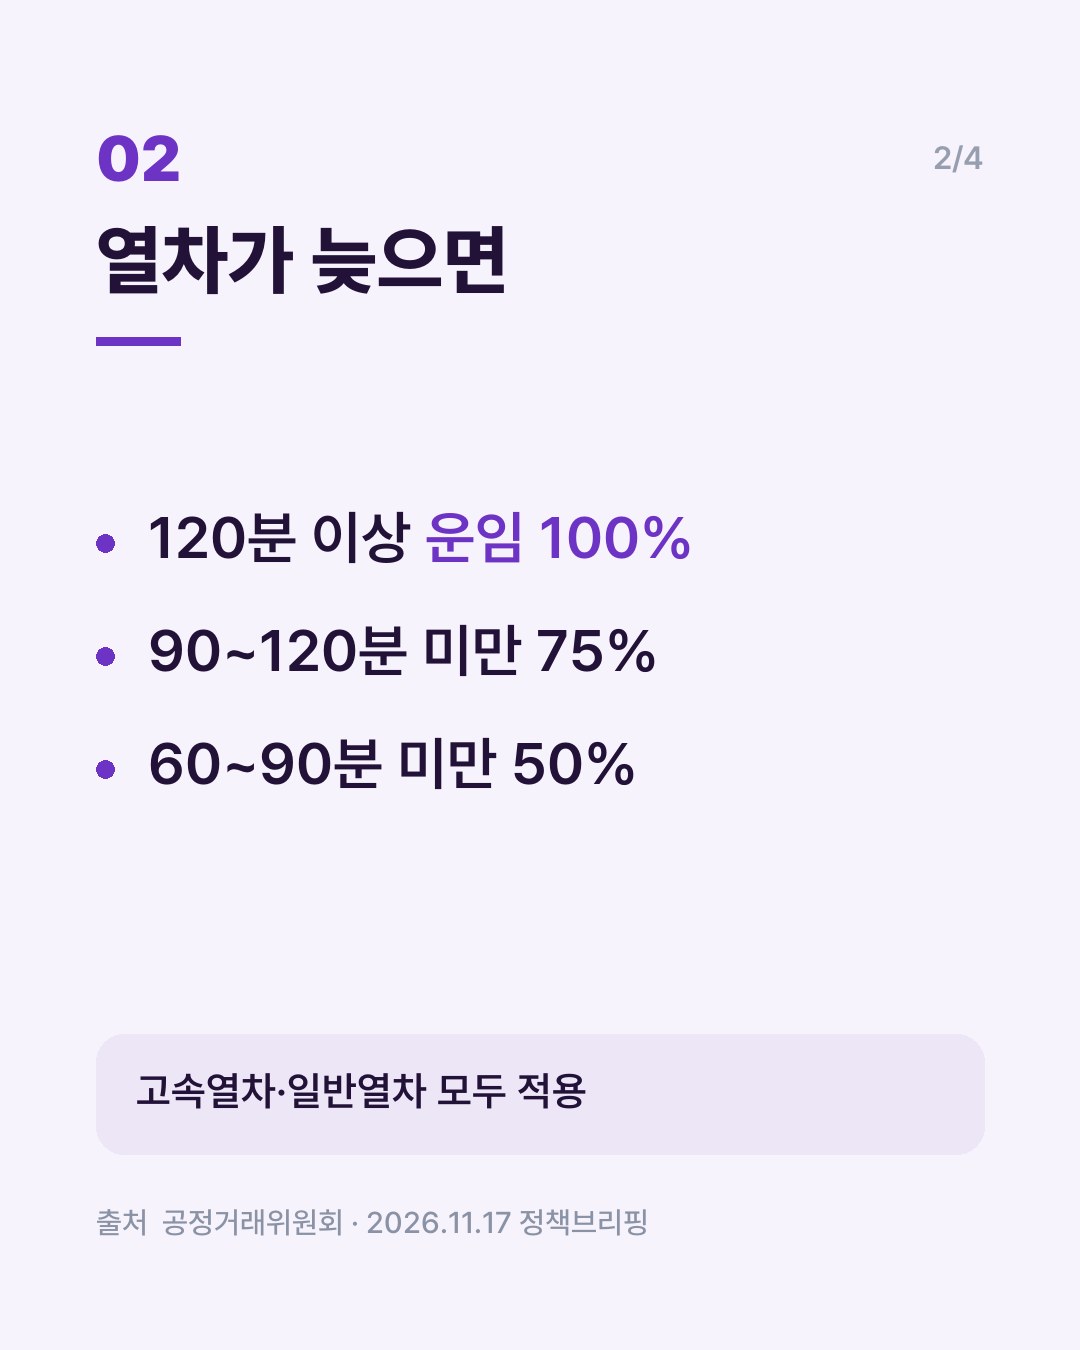 02
2/4
열차가 늦으면
120분 이상 운임 100%
90~120분 미만 75%
60~90분 미만 50%
고속열차·일반열차 모두 적용
출처 공정거래위원회 · 2026.11.17 정책브리핑